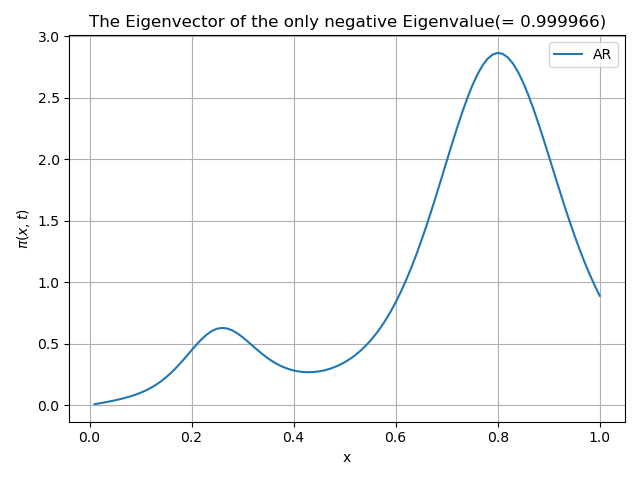 The Eigenvector of the only negative Eigenvalue(= 0.999966)
AR
3.0
2.5
2.0
1.5
1.0
0.5
0.0
π(x, t)
0.0 0.2 0.4 0.6 0.8 1.0
x